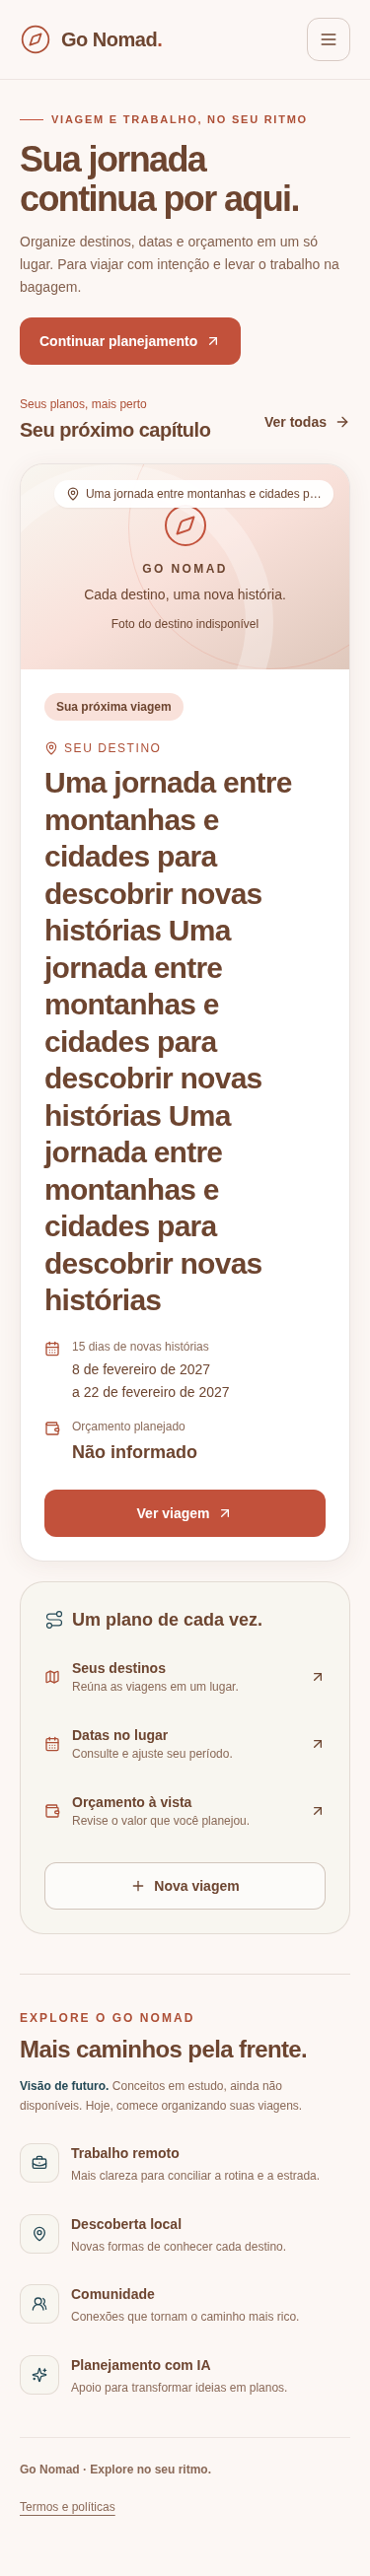 Go Nomad.
VIAGEM E TRABALHO, NO SEU RITMO
Sua jornada
continua por aqui.
Organize destinos, datas e orçamento em um só
lugar. Para viajar com intenção e levar o trabalho na
bagagem.
Continuar planejamento
Seus planos, mais perto
Seu próximo capítulo
Ver todas
Uma jornada entre montanhas e cidades p…
GO NOMAD
Cada destino, uma nova história.
Foto do destino indisponível
Sua próxima viagem
SEU DESTINO
Uma jornada entre
montanhas e
cidades para
descobrir novas
histórias Uma
jornada entre
montanhas e
cidades para
descobrir novas
histórias Uma
jornada entre
montanhas e
cidades para
descobrir novas
histórias
15 dias de novas histórias
8 de fevereiro de 2027
a 22 de fevereiro de 2027
Orçamento planejado
Não informado
Ver viagem
Um plano de cada vez.
Seus destinos
Reúna as viagens em um lugar.
Datas no lugar
Consulte e ajuste seu período.
Orçamento à vista
Revise o valor que você planejou.
Nova viagem
EXPLORE O GO NOMAD
Mais caminhos pela frente.
Visão de futuro. Conceitos em estudo, ainda não
disponíveis. Hoje, comece organizando suas viagens.
Trabalho remoto
Mais clareza para conciliar a rotina e a estrada.
Descoberta local
Novas formas de conhecer cada destino.
Comunidade
Conexões que tornam o caminho mais rico.
Planejamento com IA
Apoio para transformar ideias em planos.
Go Nomad · Explore no seu ritmo.
Termos e políticas